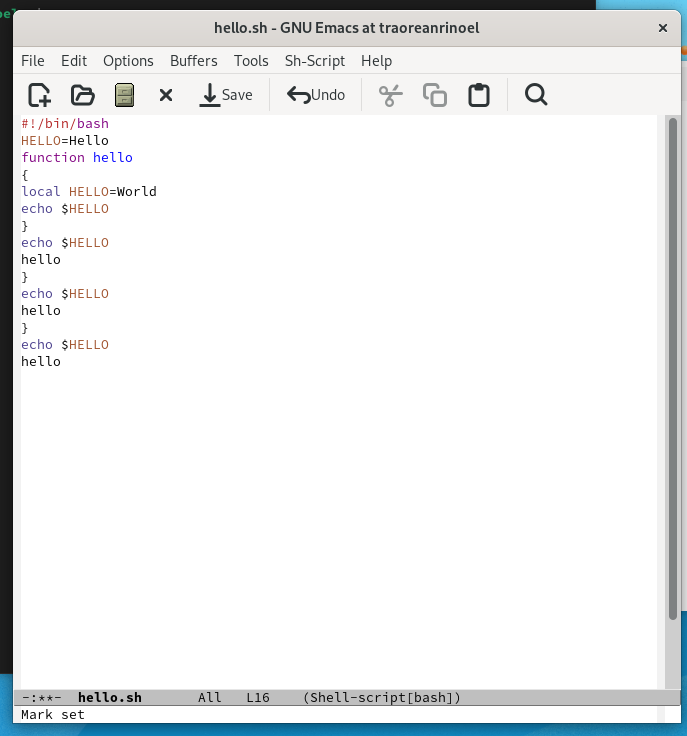 hello.sh - GNU Emacs at traoreanrinoel
File Edit Options Buffers Tools Sh-Script Help
Save Undo
#!/bin/bash
HELLO=Hello
function hello
{
local HELLO=World
echo $HELLO
}
echo $HELLO
hello
}
echo $HELLO
hello
}
echo $HELLO
hello
-:**- hello.sh All L16 (Shell-script[bash])
Mark set